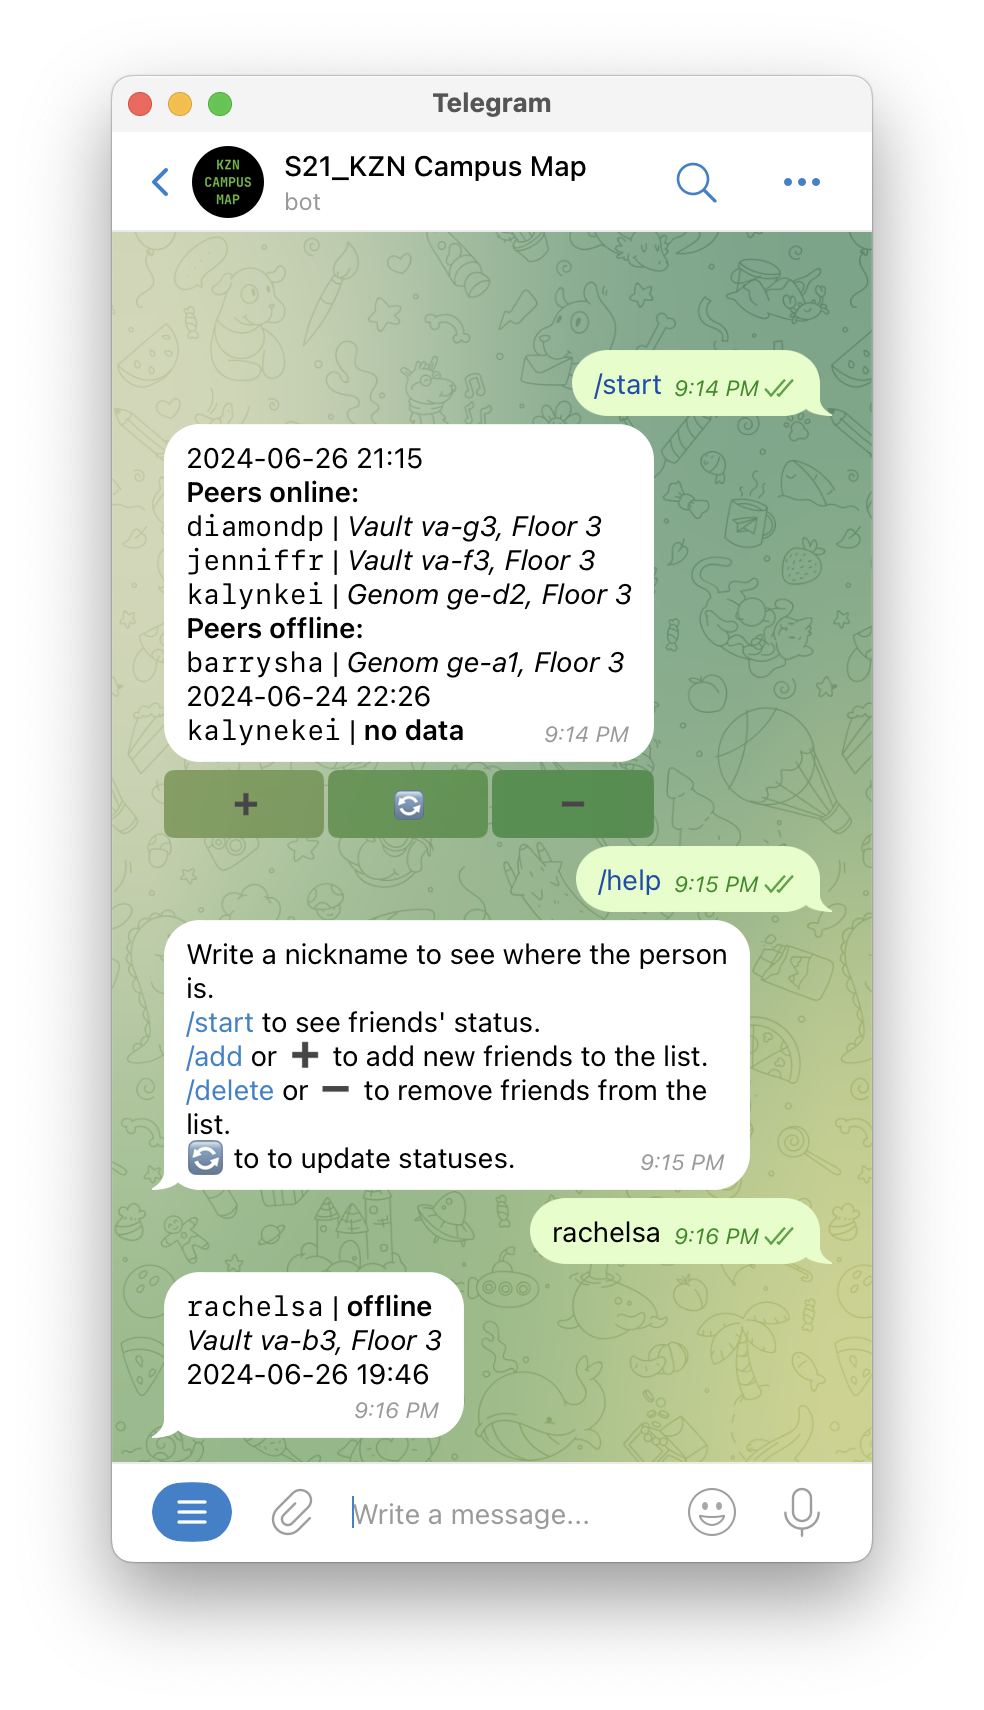 Telegram
KZN
CAMPUS
MAP
S21_KZN Campus Map
bot
/start 9:14 PM
2024-06-26 21:15
Peers online:
diamondp | Vault va-g3, Floor 3
jenniffr | Vault va-f3, Floor 3
kalynkei | Genom ge-d2, Floor 3
Peers offline:
barrysha | Genom ge-a1, Floor 3
2024-06-24 22:26
kalynekei | no data 9:14 PM
/help 9:15 PM
Write a nickname to see where the person
is.
/start to see friends' status.
/add or ➕ to add new friends to the list.
/delete or ➖ to remove friends from the
list.
🔄 to to update statuses. 9:15 PM
rachelsa 9:16 PM
rachelsa | offline
Vault va-b3, Floor 3
2024-06-26 19:46
9:16 PM
Write a message...